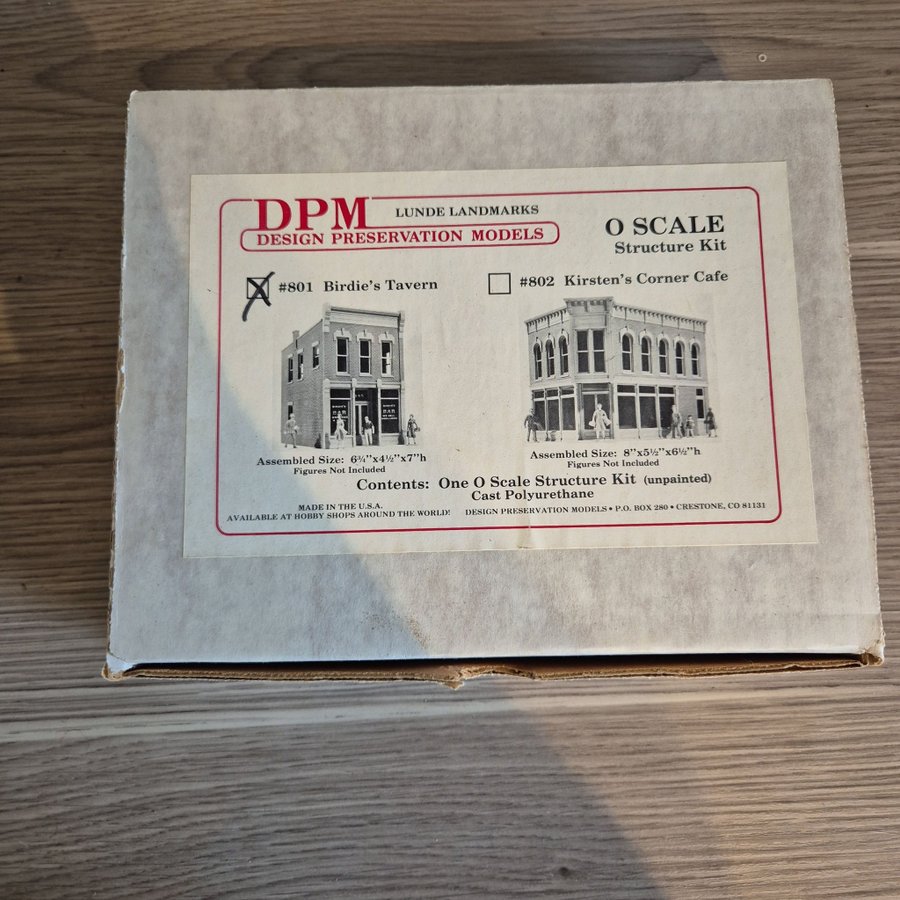 DPM LUNDE LANDMARKS
DESIGN PRESERVATION MODELS
O SCALE
Structure Kit
#801 Birdie's Tavern
#802 Kirsten's Corner Cafe
BAR
BAR
Assembled Size: 6¾"x4½"x7"h
Figures Not Included
Assembled Size: 8"x5½"x6½"h
Figures Not Included
Contents: One O Scale Structure Kit (unpainted)
Cast Polyurethane
MADE IN THE U.S.A.
AVAILABLE AT HOBBY SHOPS AROUND THE WORLD!
DESIGN PRESERVATION MODELS • P.O. BOX 280 • CRESTONE, CO 81131